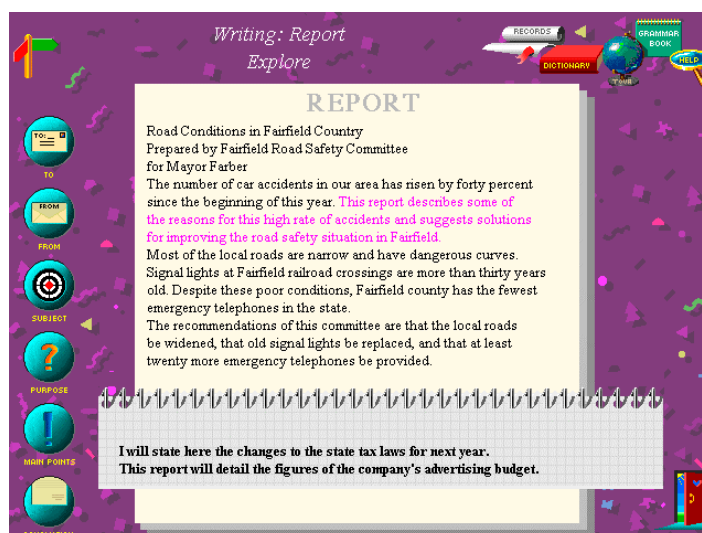 Writing: Report
Explore
RECORDS
DICTIONARY
GRAMMAR
BOOK
HELP
TOUR
REPORT
Road Conditions in Fairfield Country
Prepared by Fairfield Road Safety Committee
for Mayor Farber
The number of car accidents in our area has risen by forty percent
since the beginning of this year. This report describes some of
the reasons for this high rate of accidents and suggests solutions
for improving the road safety situation in Fairfield.
Most of the local roads are narrow and have dangerous curves.
Signal lights at Fairfield railroad crossings are more than thirty years
old. Despite these poor conditions, Fairfield county has the fewest
emergency telephones in the state.
The recommendations of this committee are that the local roads
be widened, that old signal lights be replaced, and that at least
twenty more emergency telephones be provided.
TO:
TO
FROM
FROM
SUBJECT
?
PURPOSE
!
MAIN POINTS
I will state here the changes to the state tax laws for next year.
This report will detail the figures of the company's advertising budget.